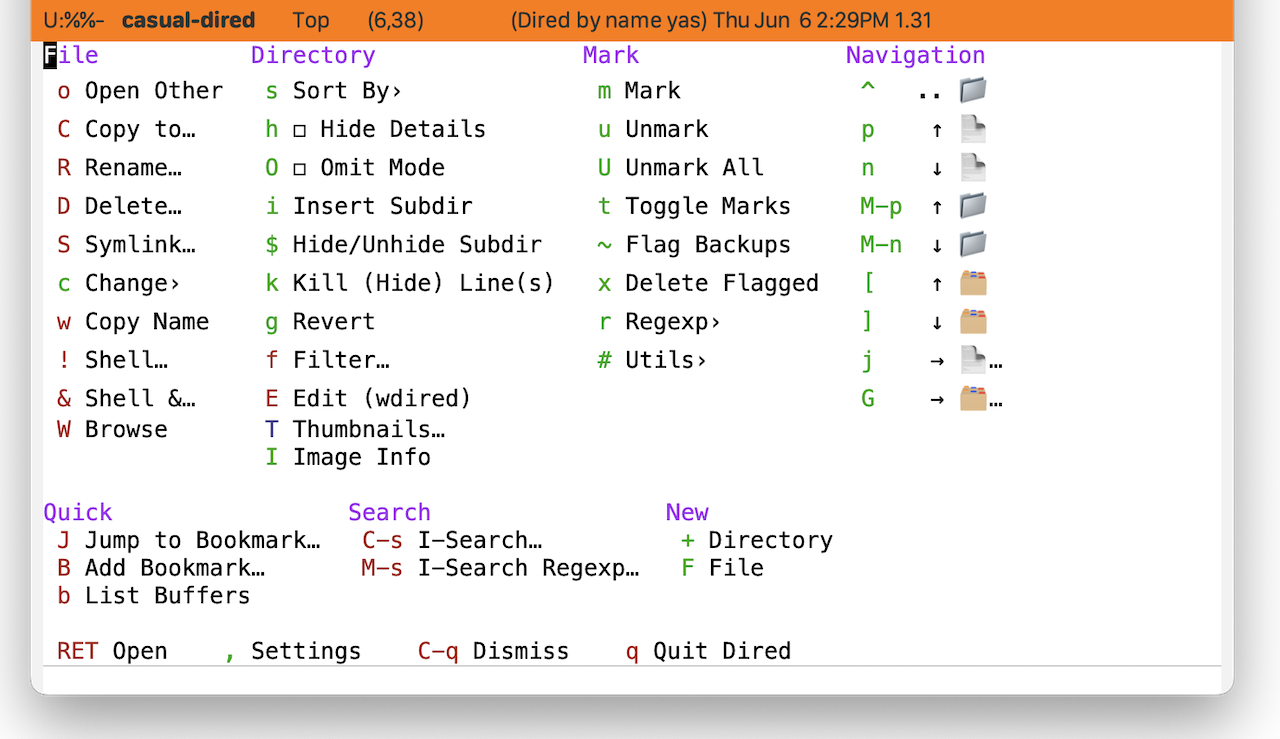 U:%%- casual-dired Top (6,38) (Dired by name yas) Thu Jun 6 2:29PM 1.31
File Directory Mark Navigation
o Open Other s Sort By› m Mark ^ ..
C Copy to… h □ Hide Details u Unmark p ↑
R Rename… O □ Omit Mode U Unmark All n ↓
D Delete… i Insert Subdir t Toggle Marks M-p ↑
S Symlink… $ Hide/Unhide Subdir ~ Flag Backups M-n ↓
c Change› k Kill (Hide) Line(s) x Delete Flagged [ ↑
w Copy Name g Revert r Regexp› ] ↓
! Shell… f Filter… # Utils› j → …
& Shell &… E Edit (wdired) G → …
W Browse T Thumbnails…
I Image Info
Quick Search New
J Jump to Bookmark… C-s I-Search… + Directory
B Add Bookmark… M-s I-Search Regexp… F File
b List Buffers
RET Open , Settings C-q Dismiss q Quit Dired